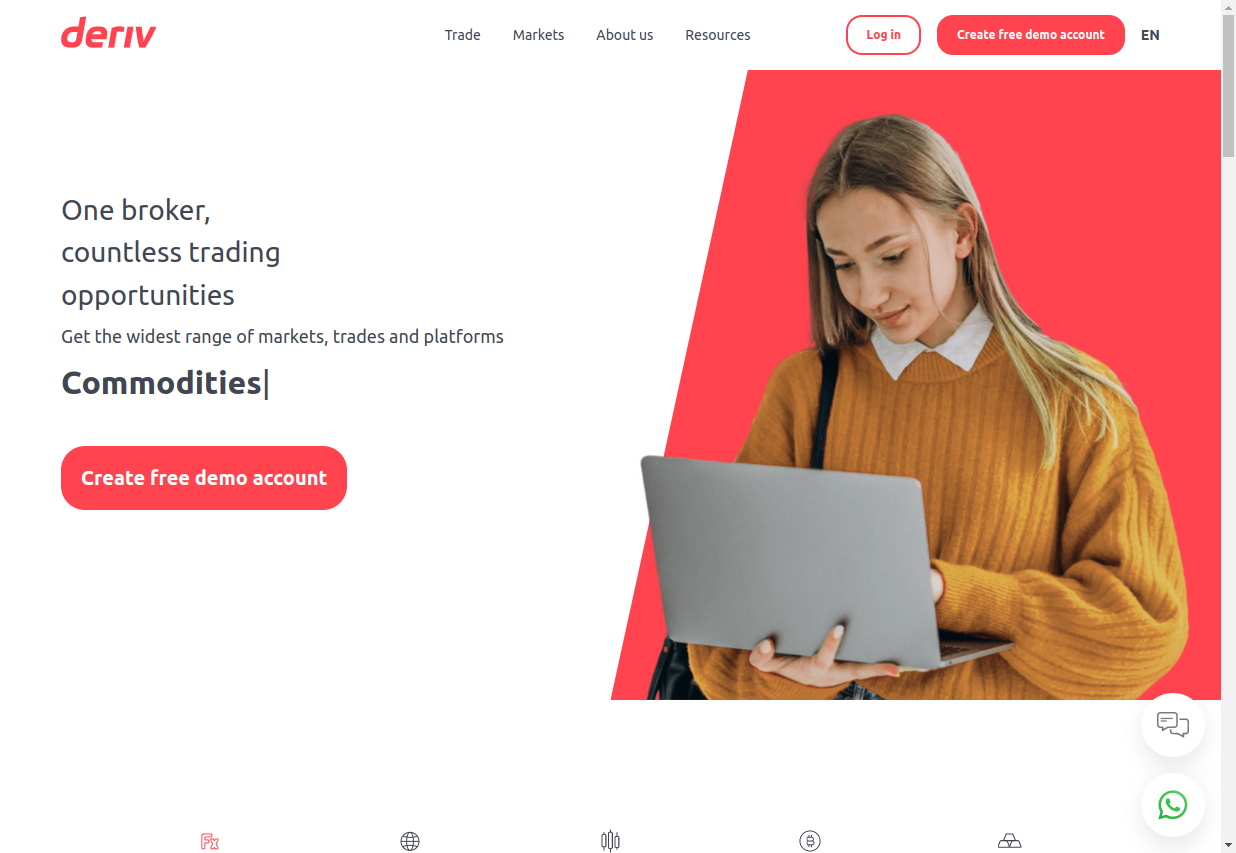 deriv
Trade
Markets
About us
Resources
Log in
Create free demo account
EN
One broker,
countless trading
opportunities
Get the widest range of markets, trades and platforms
Commodities|
Create free demo account
Fx